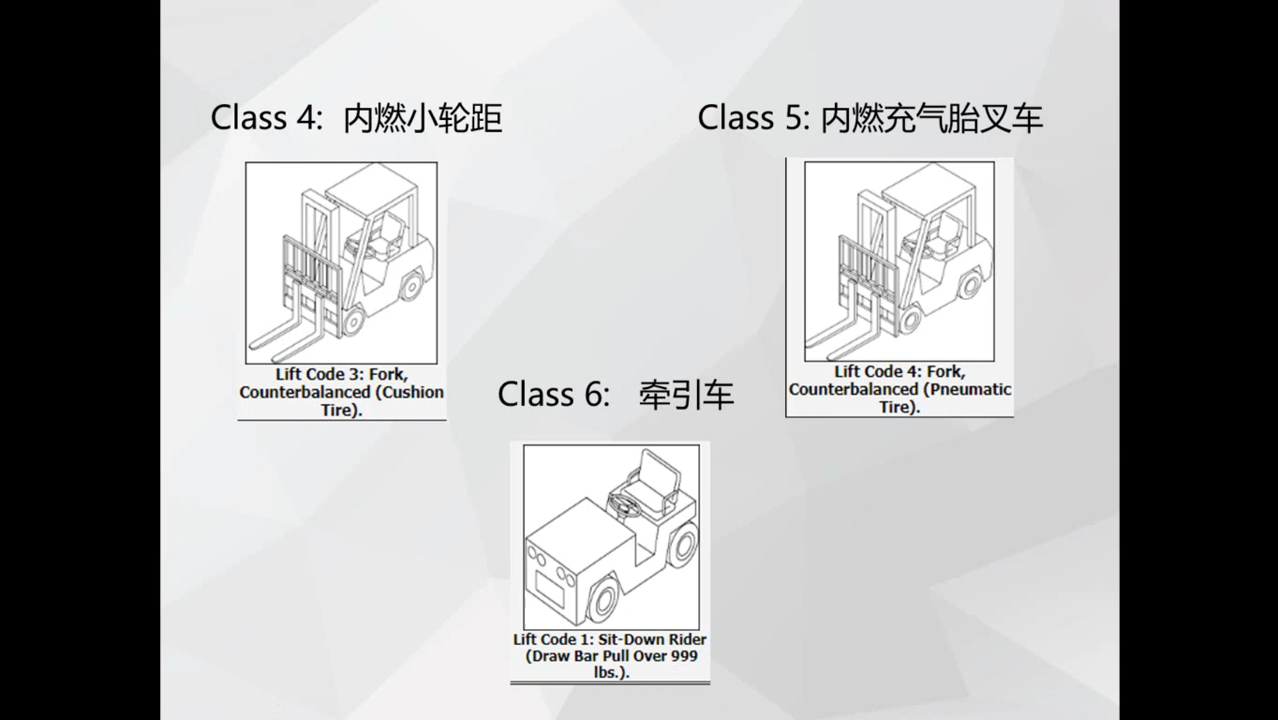 Class 4: 内燃小轮距
Class 5: 内燃充气胎叉车
Lift Code 3: Fork,
Counterbalanced (Cushion
Tire).
Lift Code 4: Fork,
Counterbalanced (Pneumatic
Tire).
Class 6: 牵引车
Lift Code 1: Sit-Down Rider
(Draw Bar Pull Over 999
lbs.).